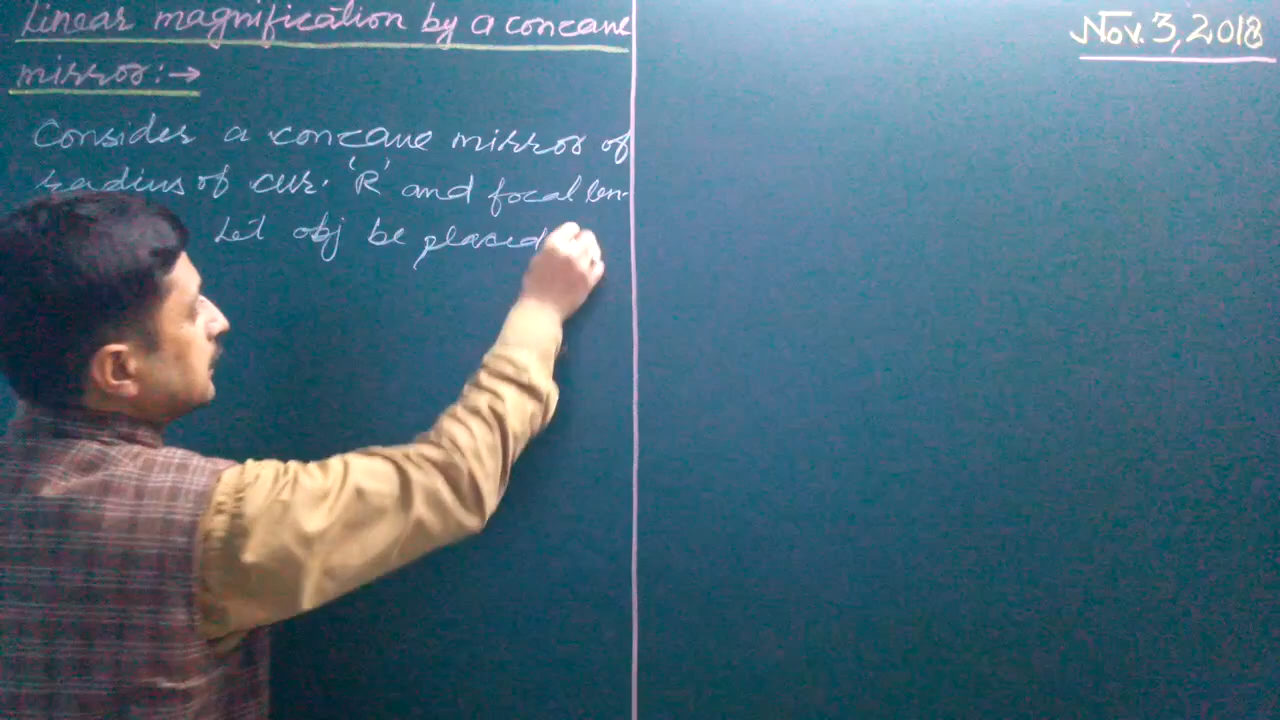 Linear magnification by a concave
mirror:→
Consider a concave mirror of
radius of cur. 'R' and focal len-
Let obj be placed
Nov. 3, 2018